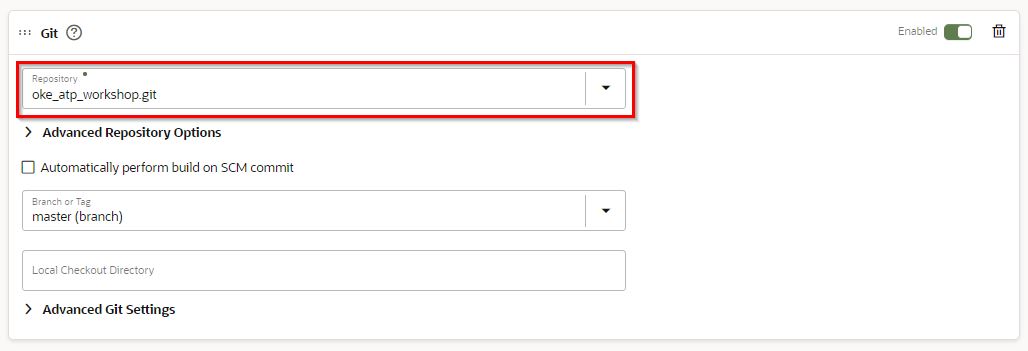 Git
Enabled
Repository
oke_atp_workshop.git
Advanced Repository Options
Automatically perform build on SCM commit
Branch or Tag
master (branch)
Local Checkout Directory
Advanced Git Settings